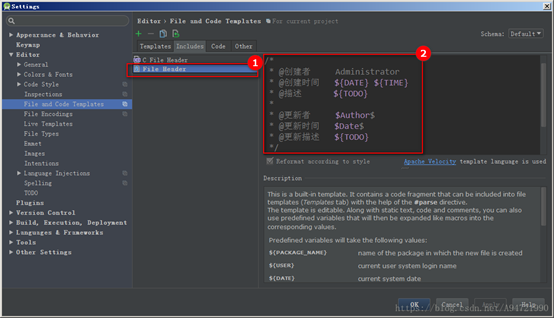 Settings
Editor › File and Code Templates For current project
Appearance & Behavior
Keymap
Editor
General
Colors & Fonts
Code Style
Inspections
File and Code Templates
File Encodings
Live Templates
File Types
Emmet
Images
Intentions
Language Injections
Spelling
TODO
Plugins
Version Control
Build, Execution, Deployment
Languages & Frameworks
Tools
Other Settings
Schema: Default
Templates Includes Code Other
C File Header
File Header
1
2
/*
* @创建者 Administrator
* @创建时间 ${DATE} ${TIME}
* @描述 ${TODO}
*
* @更新者 $Author$
* @更新时间 $Date$
* @更新描述 ${TODO}
*/
Reformat according to style Apache Velocity template language is used
Description
This is a built-in template. It contains a code fragment that can be included into file
templates (Templates tab) with the help of the #parse directive.
The template is editable. Along with static text, code and comments, you can also
use predefined variables that will then be expanded like macros into the
corresponding values.
Predefined variables will take the following values:
${PACKAGE_NAME} name of the package in which the new file is created
${USER} current user system login name
${DATE} current system date
OK Cancel Apply Help